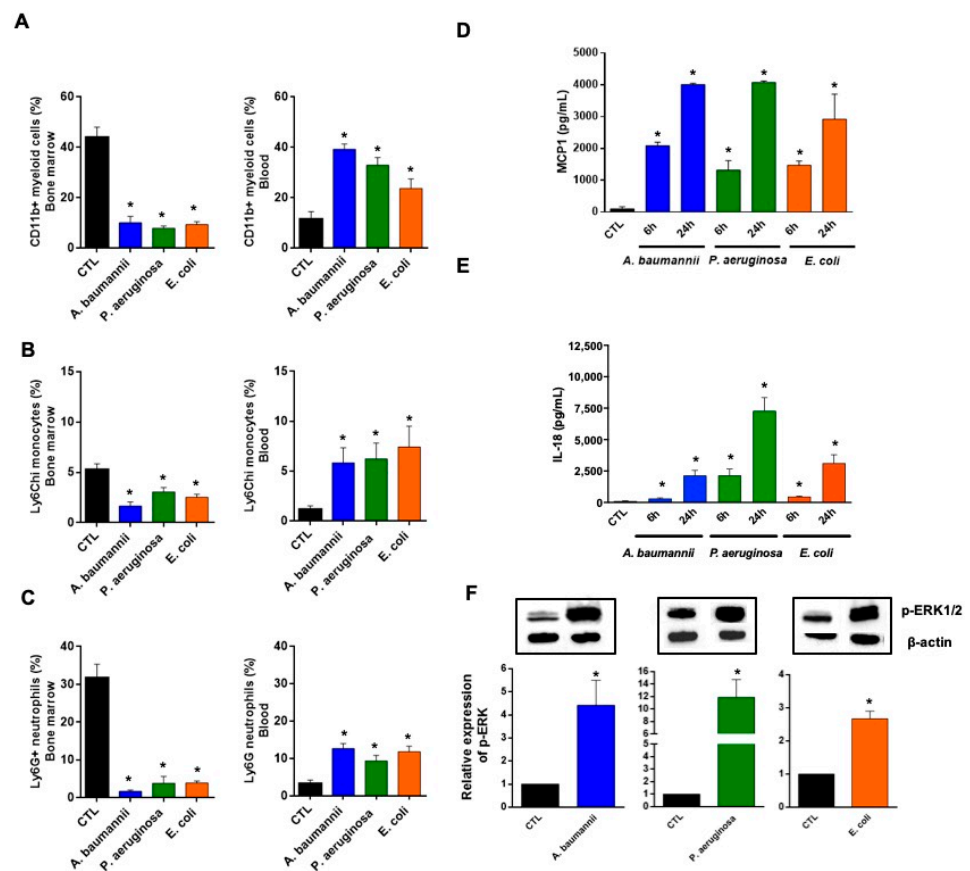 A
CD11b+ myeloid cells (%)
Bone marrow
60
40
20
0
CTL
A. baumannii
P. aeruginosa
E. coli
CD11b+ myeloid cells (%)
Blood
60
40
20
0
CTL
A. baumannii
P. aeruginosa
E. coli
B
Ly6Chi monocytes (%)
Bone marrow
15
10
5
0
CTL
A. baumannii
P. aeruginosa
E. coli
Ly6Chi monocytes (%)
Blood
15
10
5
0
CTL
A. baumannii
P. aeruginosa
E. coli
C
Ly6G+ neutrophils (%)
Bone marrow
40
30
20
10
0
CTL
A. baumannii
P. aeruginosa
E. coli
Ly6G neutrophils (%)
Blood
40
30
20
10
0
CTL
A. baumannii
P. aeruginosa
E. coli
D
MCP1 (pg/mL)
5000
4000
3000
2000
1000
0
CTL
6h
24h
6h
24h
6h
24h
A. baumannii
P. aeruginosa
E. coli
E
IL-18 (pg/mL)
12,500
10,000
7,500
5,000
2,500
0
CTL
6h
24h
6h
24h
6h
24h
A. baumannii
P. aeruginosa
E. coli
F
p-ERK1/2
β-actin
Relative expression
of p-ERK
6
4
2
0
CTL
A. baumannii
16
14
12
10
8
6
5
4
3
2
1
0
CTL
P. aeruginosa
4
3
2
1
0
CTL
E. coli